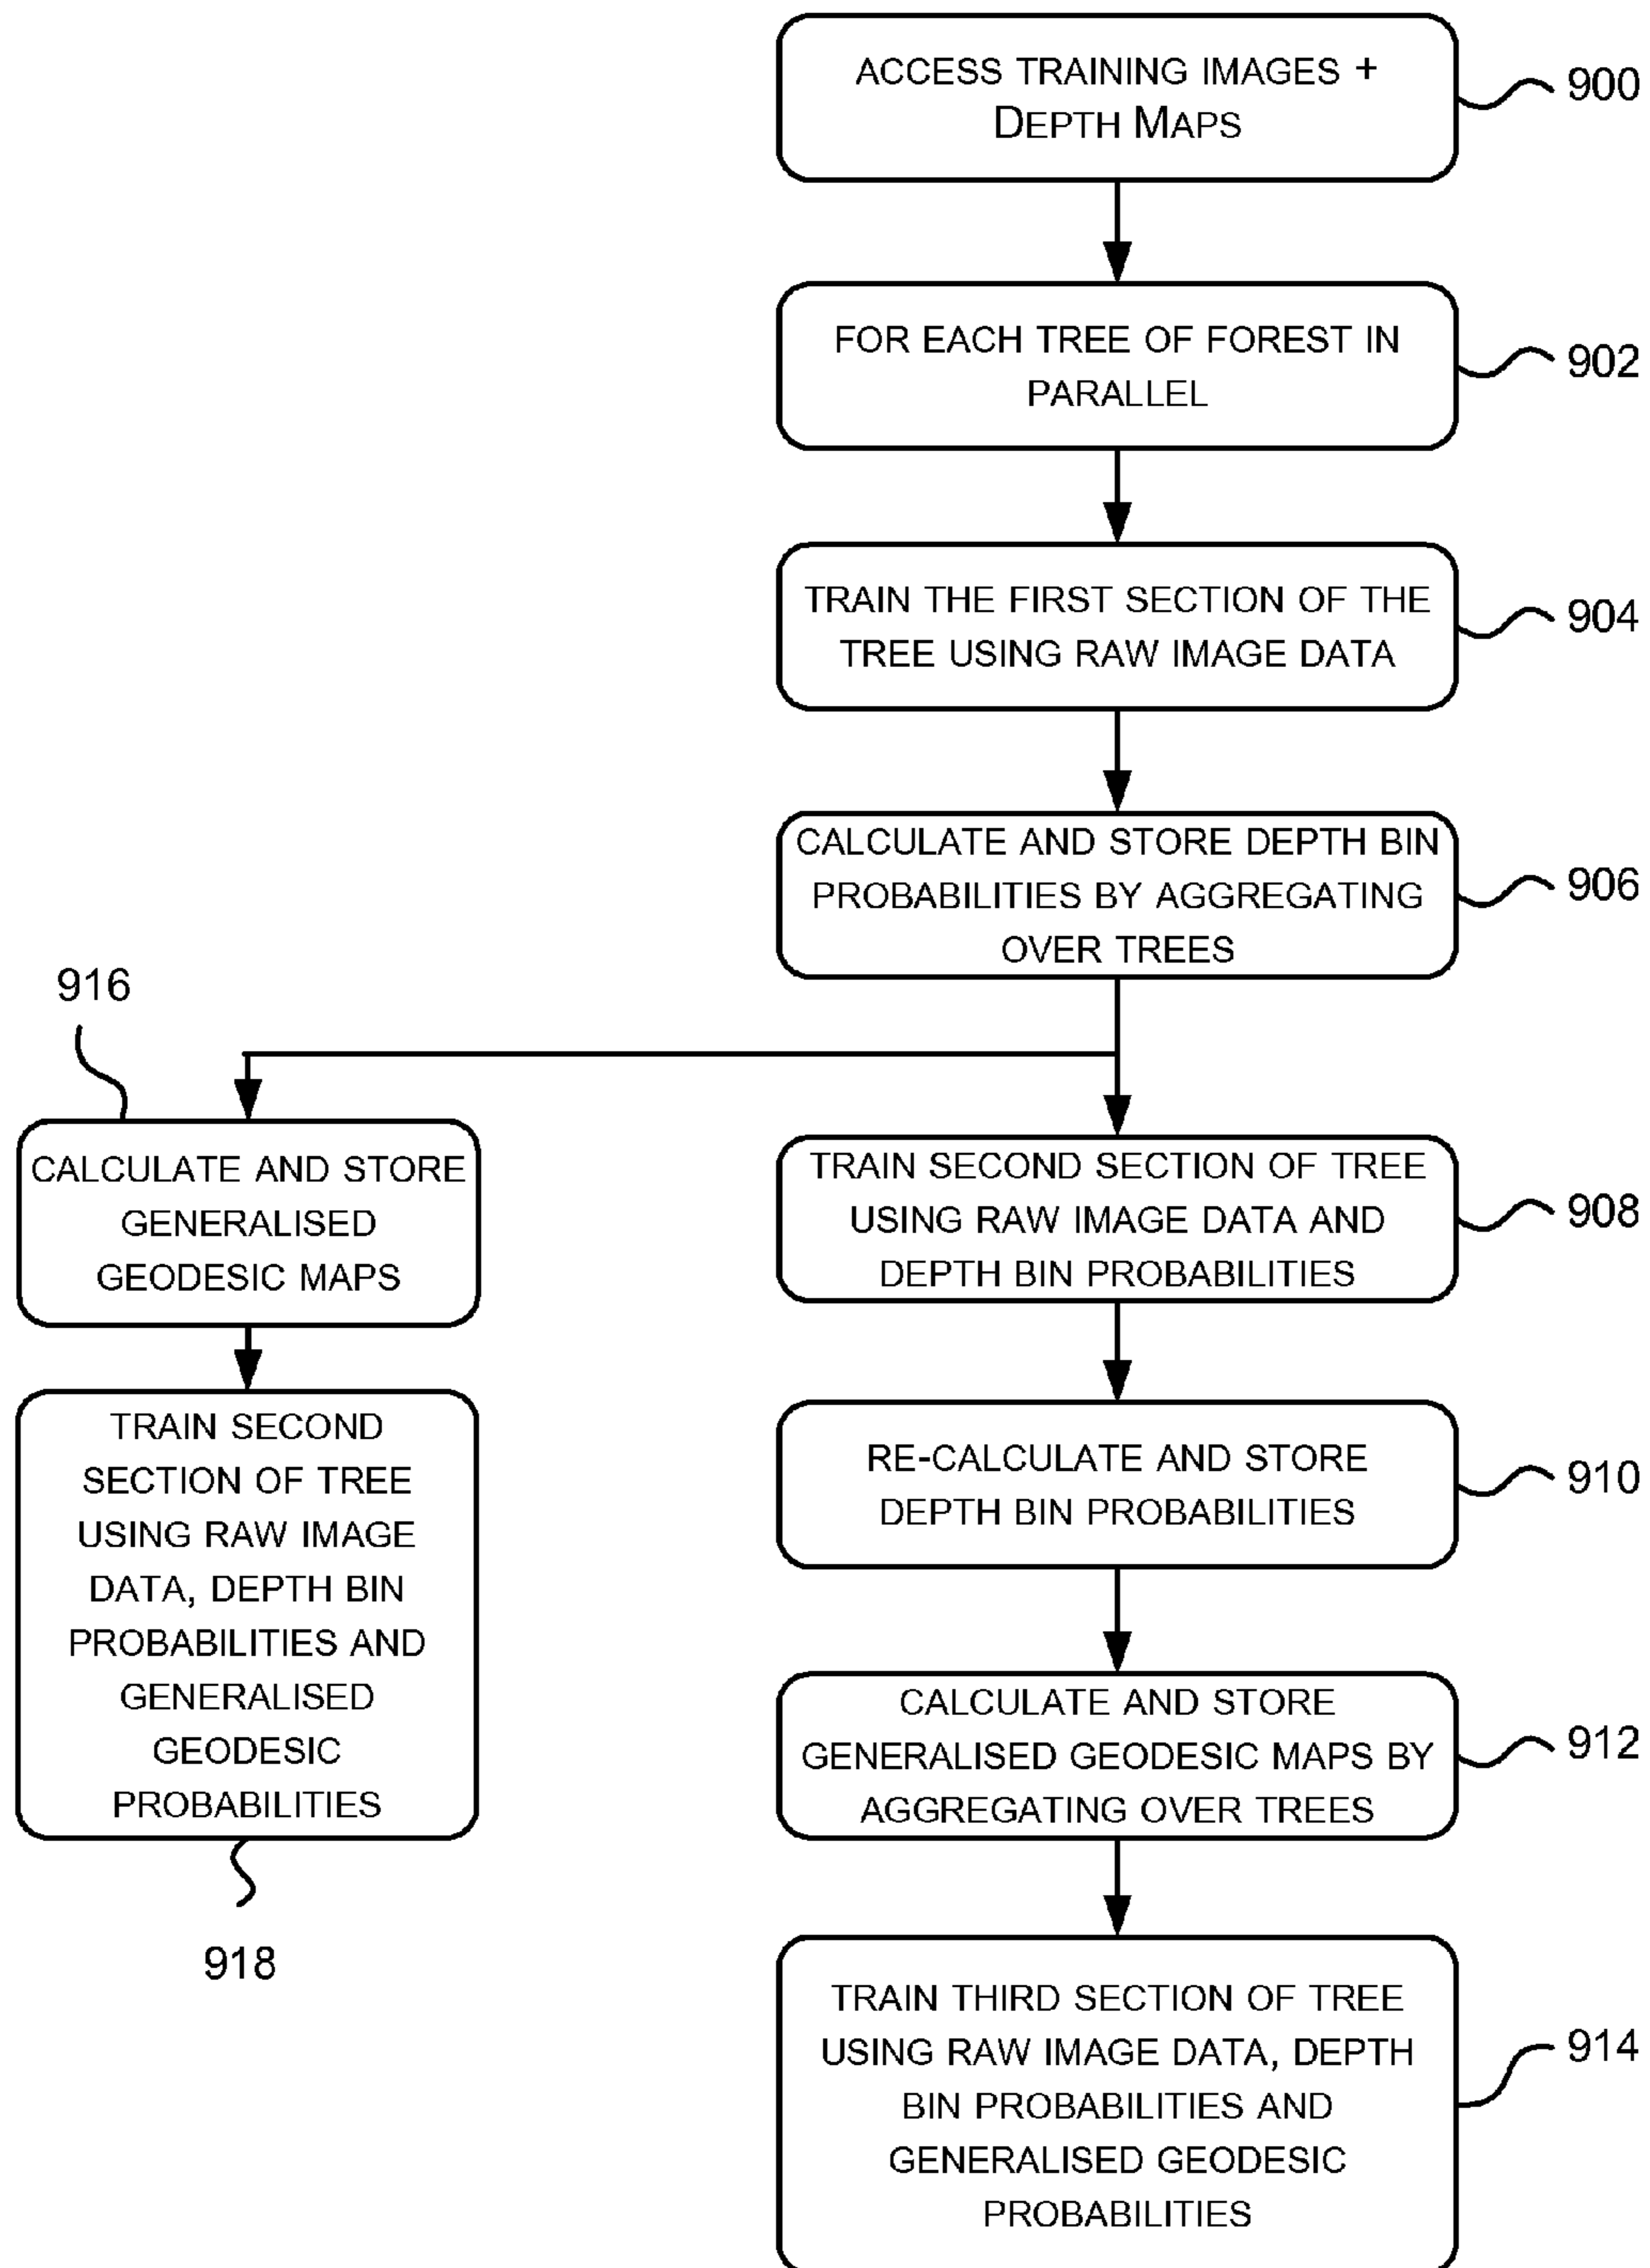 ACCESS TRAINING IMAGES +
DEPTH MAPS
900
FOR EACH TREE OF FOREST IN
PARALLEL
902
TRAIN THE FIRST SECTION OF THE
TREE USING RAW IMAGE DATA
904
CALCULATE AND STORE DEPTH BIN
PROBABILITIES BY AGGREGATING
OVER TREES
906
916
CALCULATE AND STORE
GENERALISED
GEODESIC MAPS
TRAIN SECOND SECTION OF TREE
USING RAW IMAGE DATA AND
DEPTH BIN PROBABILITIES
908
TRAIN SECOND
SECTION OF TREE
USING RAW IMAGE
DATA, DEPTH BIN
PROBABILITIES AND
GENERALISED
GEODESIC
PROBABILITIES
918
RE-CALCULATE AND STORE
DEPTH BIN PROBABILITIES
910
CALCULATE AND STORE
GENERALISED GEODESIC MAPS BY
AGGREGATING OVER TREES
912
TRAIN THIRD SECTION OF TREE
USING RAW IMAGE DATA, DEPTH
BIN PROBABILITIES AND
GENERALISED GEODESIC
PROBABILITIES
914